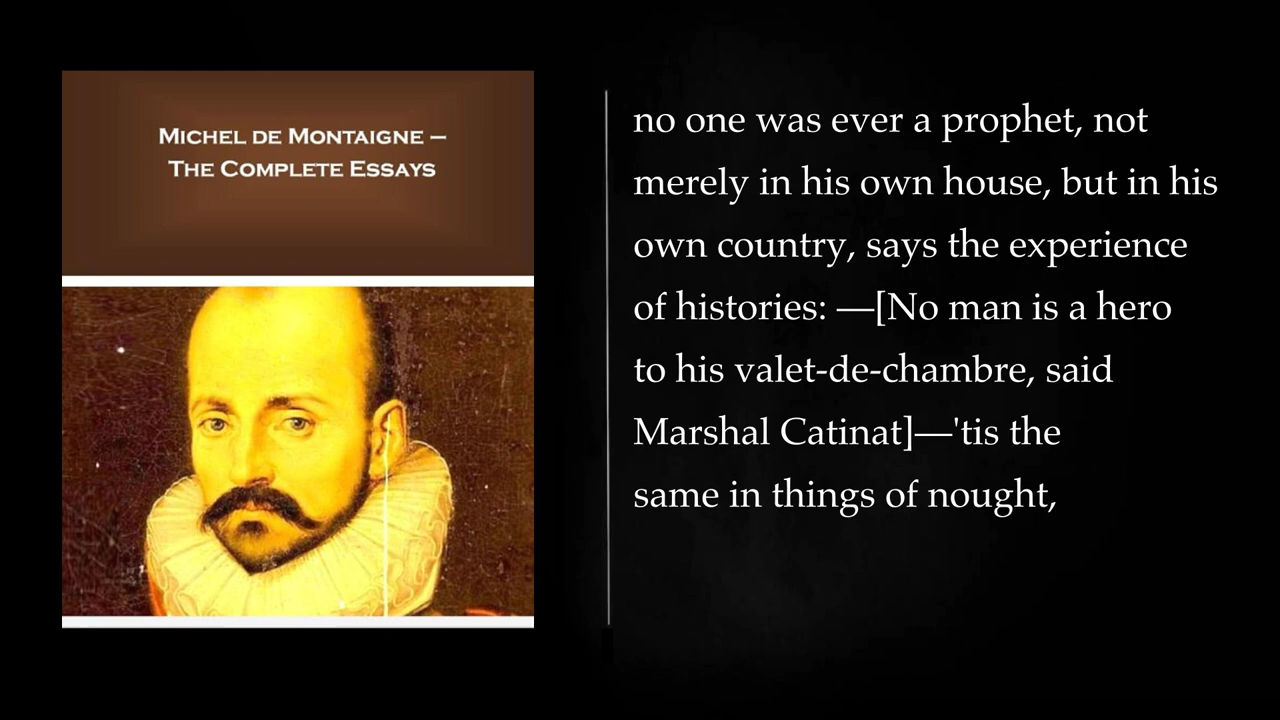 Michel de Montaigne –
The Complete Essays
no one was ever a prophet, not
merely in his own house, but in his
own country, says the experience
of histories: —[No man is a hero
to his valet-de-chambre, said
Marshal Catinat]—'tis the
same in things of nought,